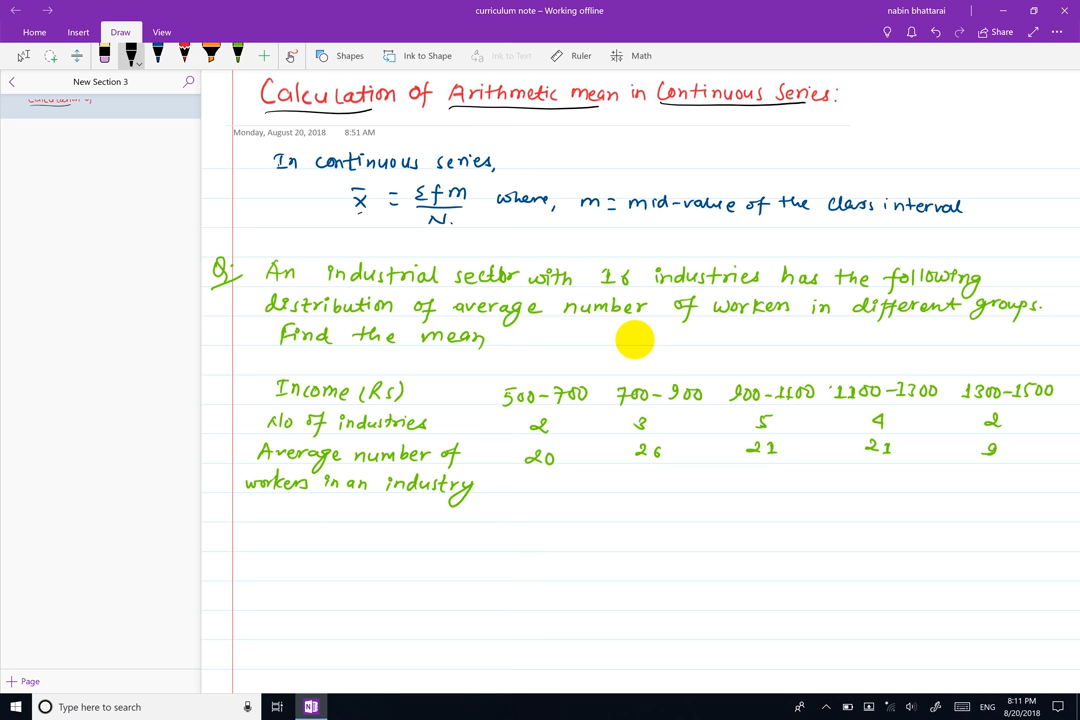 curriculum note – Working offline
nabin bhattarai
Home Insert Draw View
Share
Shapes Ink to Shape Ink to Text Ruler Math
New Section 3
Calculation of Arithmetic mean in Continuous Series:
Monday, August 20, 2018 8:51 AM
In continuous series,
x̄ = Σfm/N. where, m = mid-value of the class interval
Q: An industrial sector with 16 industries has the following
distribution of average number of workers in different groups.
Find the mean
Income (Rs) 500-700 700-900 900-1100 1100-1300 1300-1500
No of industries 2 3 5 4 2
Average number of 20 26 21 21 9
workers in an industry
Page
Type here to search
ENG
8:11 PM
8/20/2018